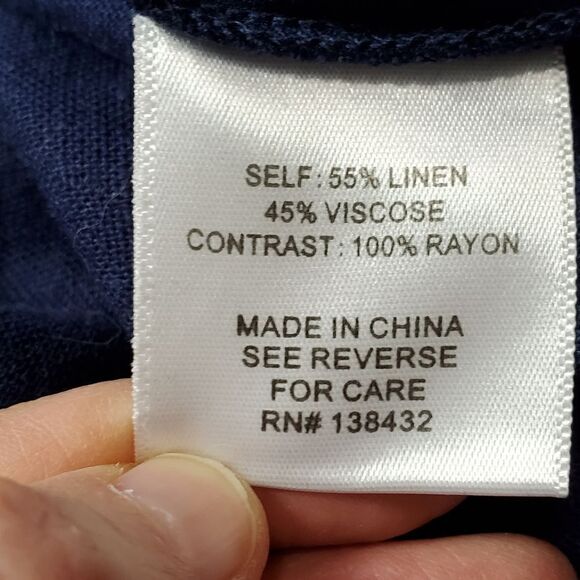 SELF: 55% LINEN
45% VISCOSE
CONTRAST: 100% RAYON
MADE IN CHINA
SEE REVERSE
FOR CARE
RN# 138432